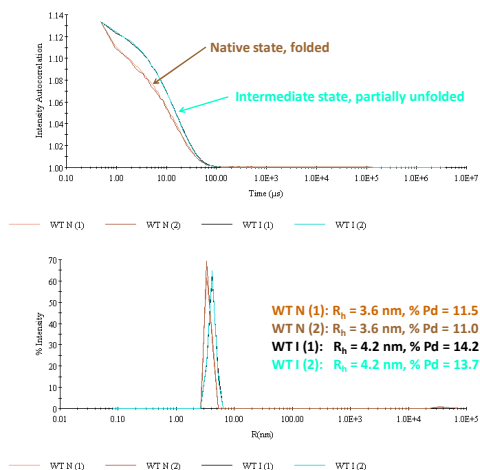 1.14
1.12
1.10
1.08
1.06
1.04
1.02
1.00
Intensity Autocorrelation
Native state, folded
Intermediate state, partially unfolded
0.10 1.00 10.00 100.00 1.0E+3 1.0E+4 1.0E+5 1.0E+6 1.0E+7
Time (µs)
WT N (1) WT N (2) WT I (1) WT I (2)
70
60
50
40
30
20
10
0
% Intensity
WT N (1): Rh = 3.6 nm, % Pd = 11.5
WT N (2): Rh = 3.6 nm, % Pd = 11.0
WT I (1): Rh = 4.2 nm, % Pd = 14.2
WT I (2): Rh = 4.2 nm, % Pd = 13.7
0.01 0.10 1.00 10.00 100.00 1.0E+3 1.0E+4 1.0E+5
R(nm)
WT N (1) WT N (2) WT I (1) WT I (2)